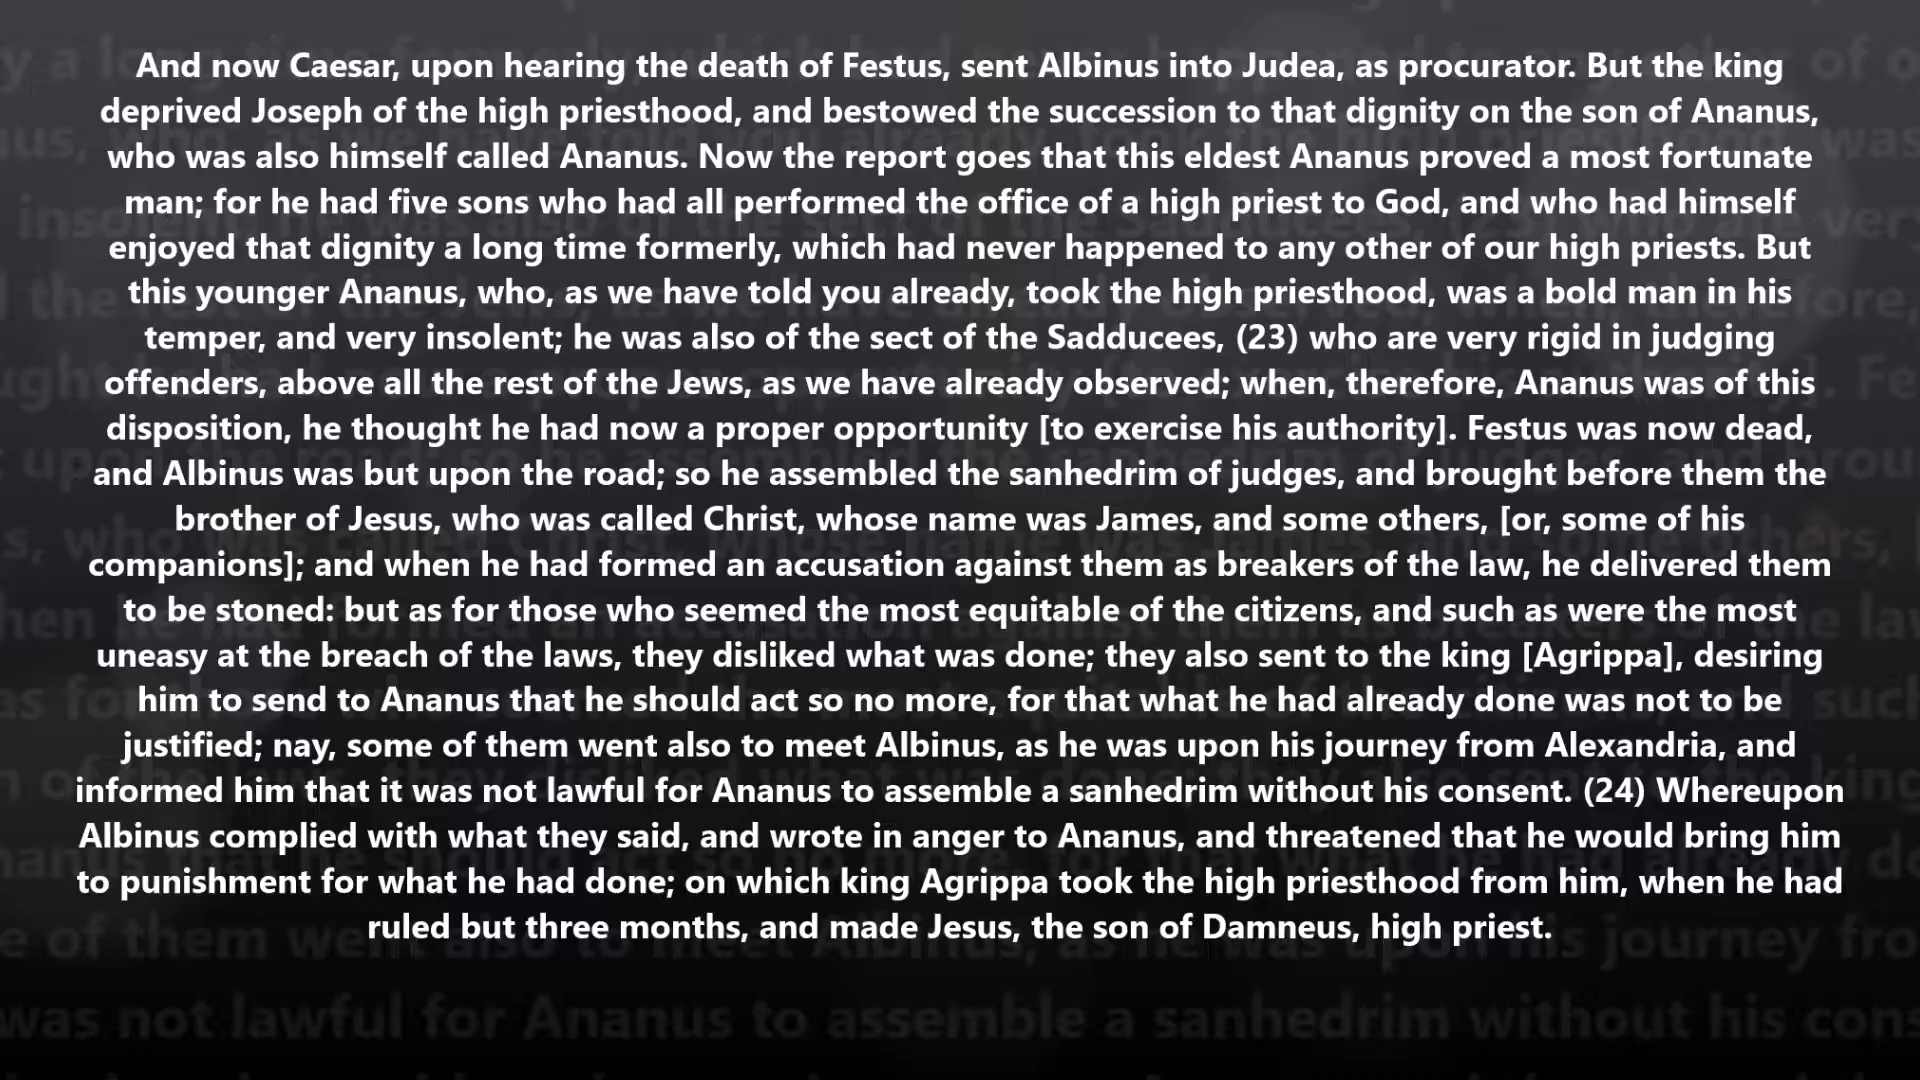 And now Caesar, upon hearing the death of Festus, sent Albinus into Judea, as procurator. But the king
deprived Joseph of the high priesthood, and bestowed the succession to that dignity on the son of Ananus,
who was also himself called Ananus. Now the report goes that this eldest Ananus proved a most fortunate
man; for he had five sons who had all performed the office of a high priest to God, and who had himself
enjoyed that dignity a long time formerly, which had never happened to any other of our high priests. But
this younger Ananus, who, as we have told you already, took the high priesthood, was a bold man in his
temper, and very insolent; he was also of the sect of the Sadducees, (23) who are very rigid in judging
offenders, above all the rest of the Jews, as we have already observed; when, therefore, Ananus was of this
disposition, he thought he had now a proper opportunity [to exercise his authority]. Festus was now dead,
and Albinus was but upon the road; so he assembled the sanhedrim of judges, and brought before them the
brother of Jesus, who was called Christ, whose name was James, and some others, [or, some of his
companions]; and when he had formed an accusation against them as breakers of the law, he delivered them
to be stoned: but as for those who seemed the most equitable of the citizens, and such as were the most
uneasy at the breach of the laws, they disliked what was done; they also sent to the king [Agrippa], desiring
him to send to Ananus that he should act so no more, for that what he had already done was not to be
justified; nay, some of them went also to meet Albinus, as he was upon his journey from Alexandria, and
informed him that it was not lawful for Ananus to assemble a sanhedrim without his consent. (24) Whereupon
Albinus complied with what they said, and wrote in anger to Ananus, and threatened that he would bring him
to punishment for what he had done; on which king Agrippa took the high priesthood from him, when he had
ruled but three months, and made Jesus, the son of Damneus, high priest.
was not lawful for Ananus to assemble a sanhedrim without his